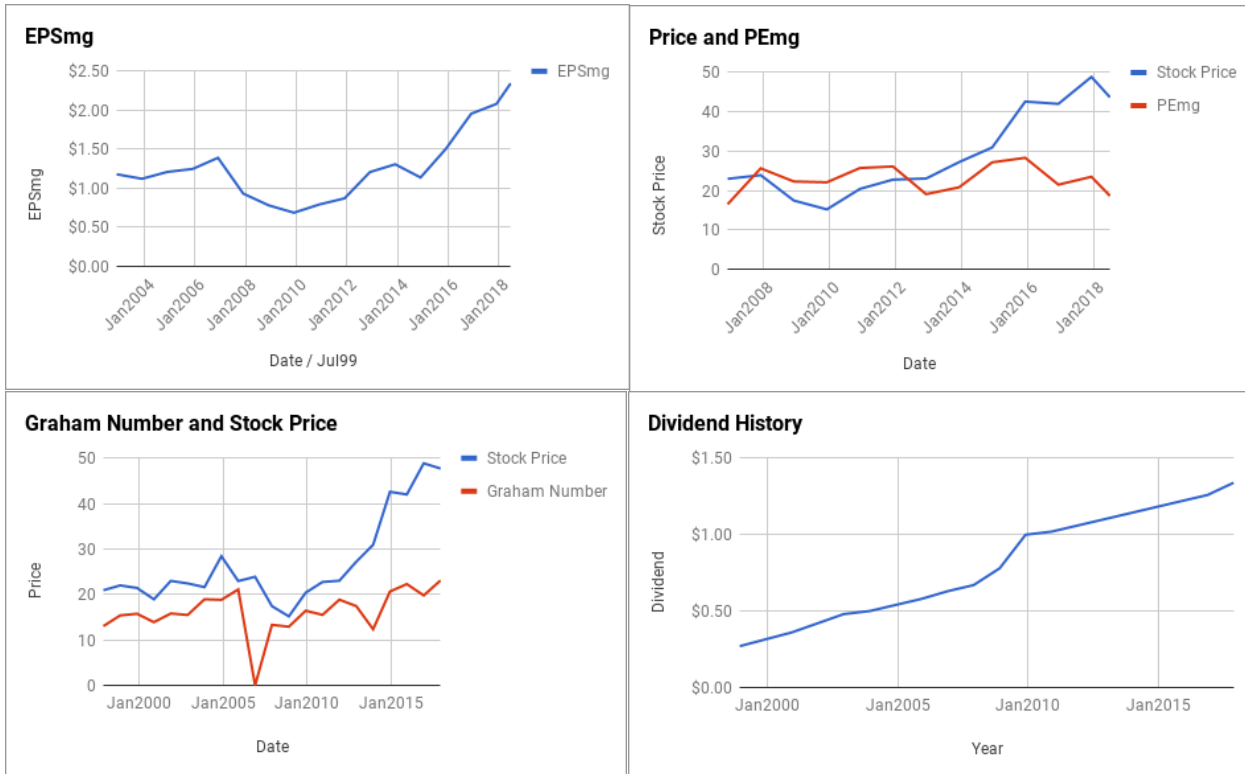 EPSmg
$2.50
$2.00
$1.50
$1.00
$0.50
$0.00
EPSmg
EPSmg
Jan2004
Jan2006
Jan2008
Jan2010
Jan2012
Jan2014
Jan2016
Jan2018
Date / Jul99
Price and PEmg
50
40
30
20
10
0
Stock Price
Stock Price
PEmg
Jan2008
Jan2010
Jan2012
Jan2014
Jan2016
Jan2018
Date
Graham Number and Stock Price
50
40
30
20
10
0
Price
Stock Price
Graham Number
Jan2000
Jan2005
Jan2010
Jan2015
Date
Dividend History
$1.50
$1.00
$0.50
$0.00
Dividend
Jan2000
Jan2005
Jan2010
Jan2015
Year